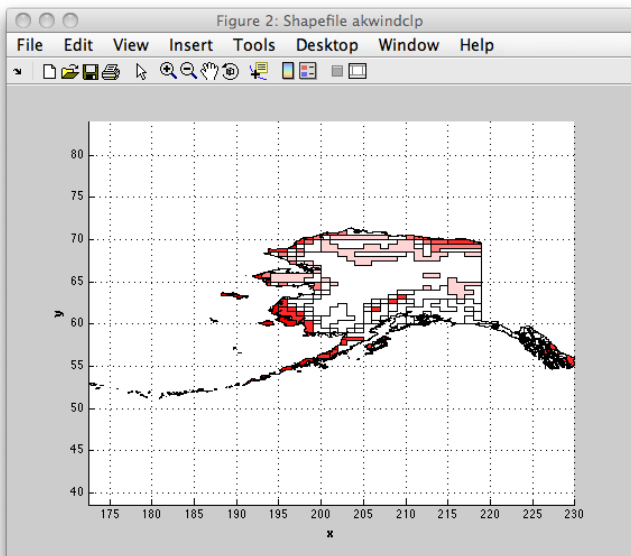 Figure 2: Shapefile akwindclp
File Edit View Insert Tools Desktop Window Help
80
75
70
65
60
55
50
45
40
y
175 180 185 190 195 200 205 210 215 220 225 230
x